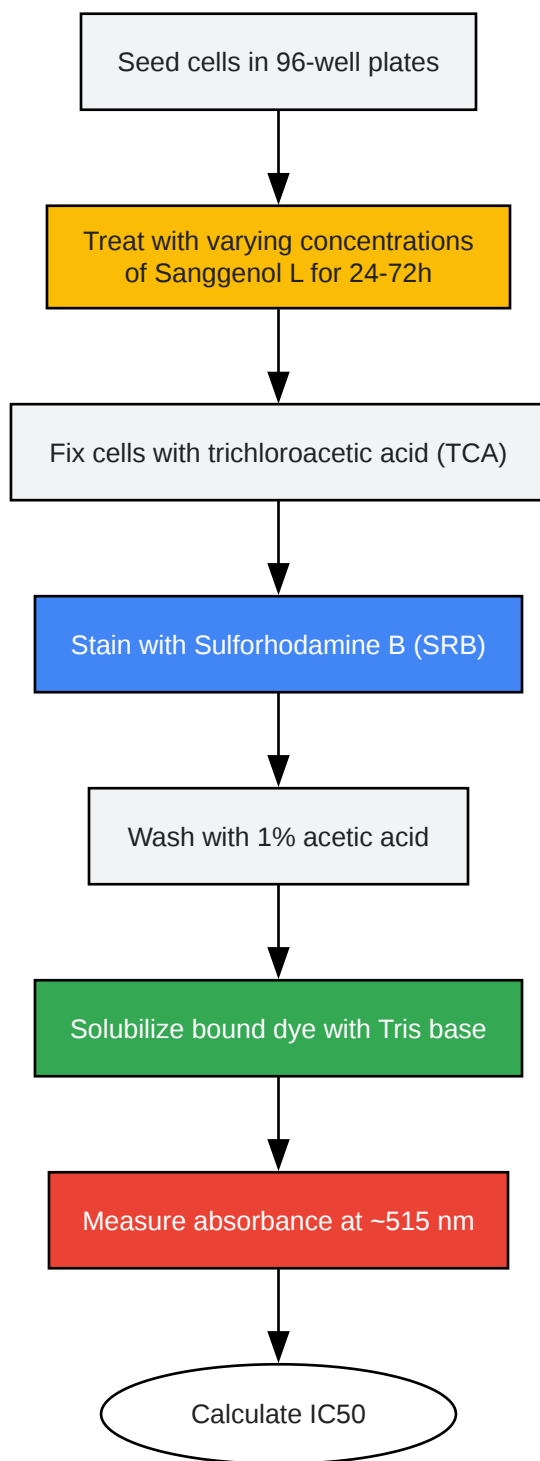 Seed cells in 96-well plates
Treat with varying concentrations
of Sanggenol L for 24-72h
Fix cells with trichloroacetic acid (TCA)
Stain with Sulforhodamine B (SRB)
Wash with 1% acetic acid
Solubilize bound dye with Tris base
Measure absorbance at ~515 nm
Calculate IC50